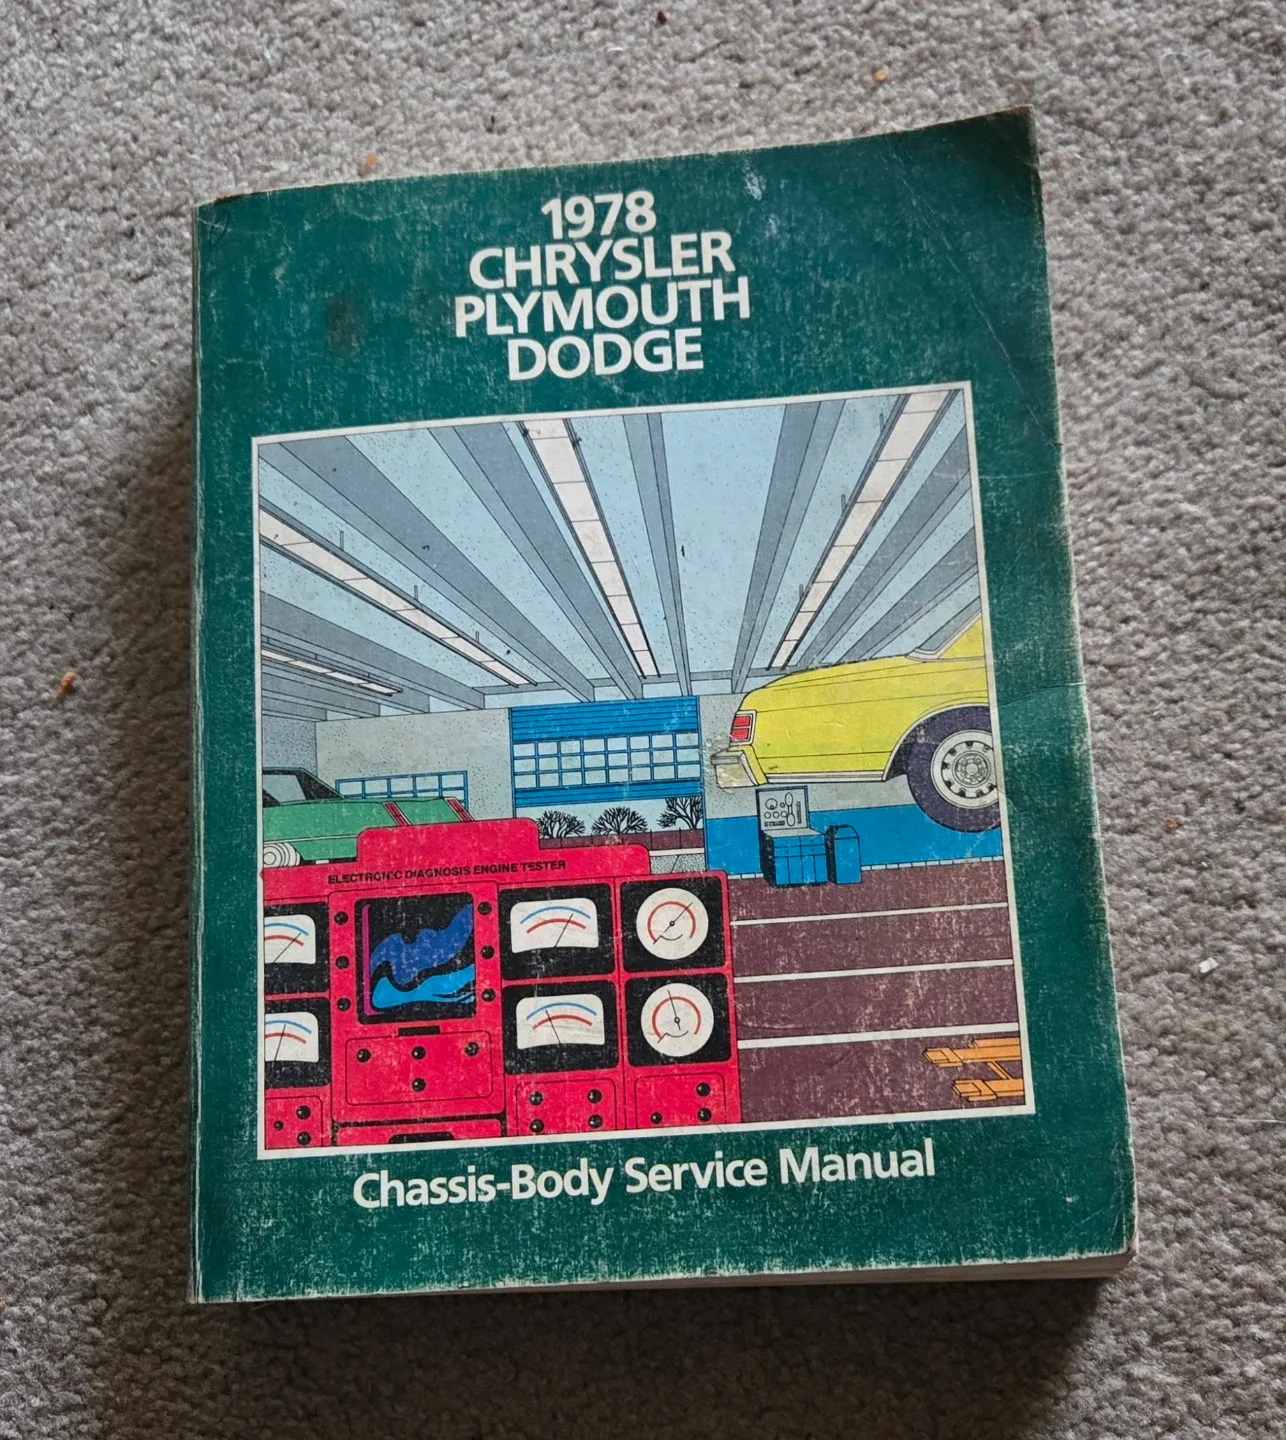 1978
CHRYSLER
PLYMOUTH
DODGE
ELECTRONIC DIAGNOSIS ENGINE TESTER
Chassis-Body Service Manual